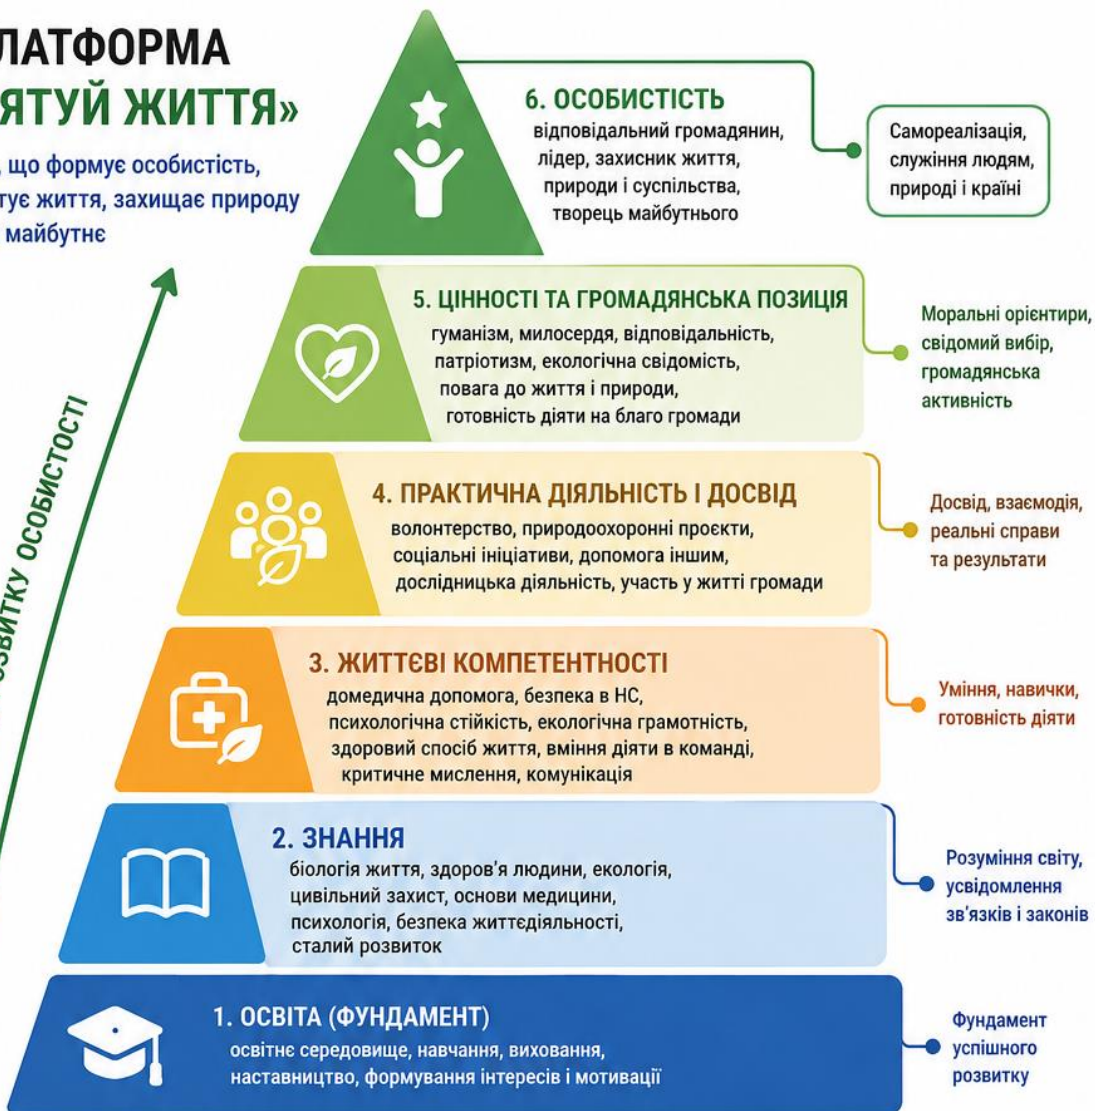 ЛАТФОРМА
ЯТУЙ ЖИТТЯ»
, що формує особистість,
тує життя, захищає природу
майбутнє
6. ОСОБИСТІСТЬ
відповідальний громадянин,
лідер, захисник життя,
природи і суспільства,
творець майбутнього
Самореалізація,
служіння людям,
природі і країні
5. ЦІННОСТІ ТА ГРОМАДЯНСЬКА ПОЗИЦІЯ
гуманізм, милосердя, відповідальність,
патріотизм, екологічна свідомість,
повага до життя і природи,
готовність діяти на благо громади
Моральні орієнтири,
свідомий вибір,
громадянська
активність
ОЗВИТКУ ОСОБИСТОСТІ
4. ПРАКТИЧНА ДІЯЛЬНІСТЬ І ДОСВІД
волонтерство, природоохоронні проєкти,
соціальні ініціативи, допомога іншим,
дослідницька діяльність, участь у житті громади
Досвід, взаємодія,
реальні справи
та результати
3. ЖИТТЄВІ КОМПЕТЕНТНОСТІ
домедична допомога, безпека в НС,
психологічна стійкість, екологічна грамотність,
здоровий спосіб життя, вміння діяти в команді,
критичне мислення, комунікація
Уміння, навички,
готовність діяти
2. ЗНАННЯ
біологія життя, здоров'я людини, екологія,
цивільний захист, основи медицини,
психологія, безпека життєдіяльності,
сталий розвиток
Розуміння світу,
усвідомлення
зв'язків і законів
1. ОСВІТА (ФУНДАМЕНТ)
освітнє середовище, навчання, виховання,
наставництво, формування інтересів і мотивації
Фундамент
успішного
розвитку